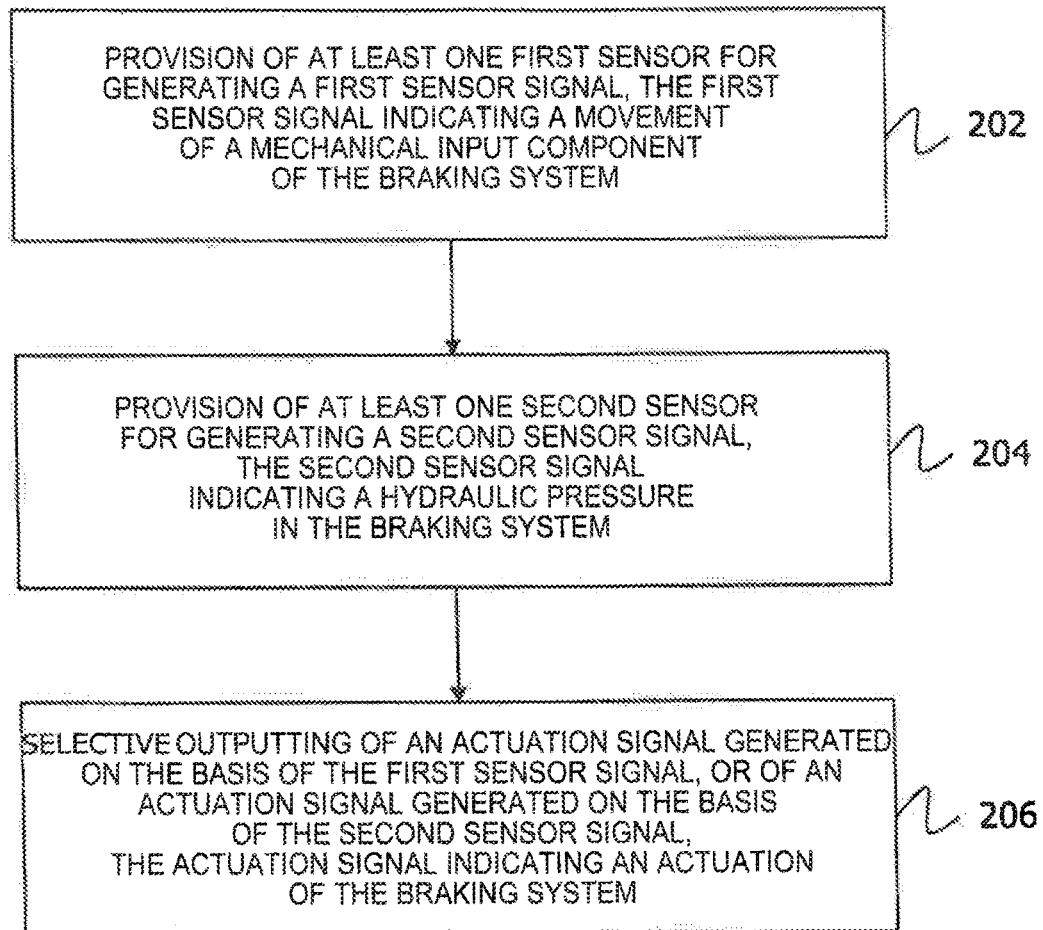 PROVISION OF AT LEAST ONE FIRST SENSOR FOR
GENERATING A FIRST SENSOR SIGNAL, THE FIRST
SENSOR SIGNAL INDICATING A MOVEMENT
OF A MECHANICAL INPUT COMPONENT
OF THE BRAKING SYSTEM
202
PROVISION OF AT LEAST ONE SECOND SENSOR
FOR GENERATING A SECOND SENSOR SIGNAL,
THE SECOND SENSOR SIGNAL
INDICATING A HYDRAULIC PRESSURE
IN THE BRAKING SYSTEM
204
SELECTIVE OUTPUTTING OF AN ACTUATION SIGNAL GENERATED
ON THE BASIS OF THE FIRST SENSOR SIGNAL, OR OF AN
ACTUATION SIGNAL GENERATED ON THE BASIS
OF THE SECOND SENSOR SIGNAL,
THE ACTUATION SIGNAL INDICATING AN ACTUATION
OF THE BRAKING SYSTEM
206